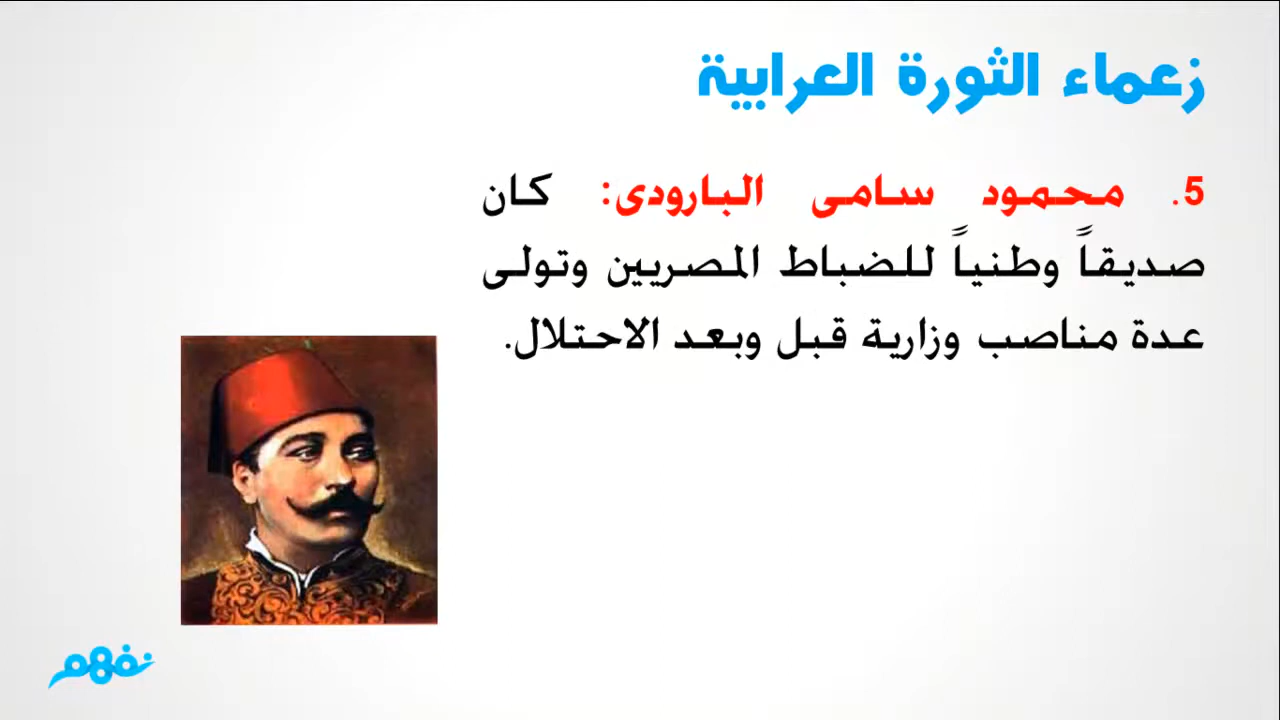 زعماء الثورة العرابية
5. محمود سامى البارودى: كان
صديقاً وطنياً للضباط المصريين وتولى
عدة مناصب وزارية قبل وبعد الاحتلال.
نفهم